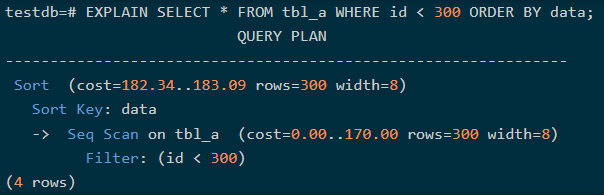 testdb=# EXPLAIN SELECT * FROM tbl_a WHERE id < 300 ORDER BY data;
                          QUERY PLAN
---------------------------------------------------------------
 Sort  (cost=182.34..183.09 rows=300 width=8)
   Sort Key: data
   ->  Seq Scan on tbl_a  (cost=0.00..170.00 rows=300 width=8)
         Filter: (id < 300)
(4 rows)